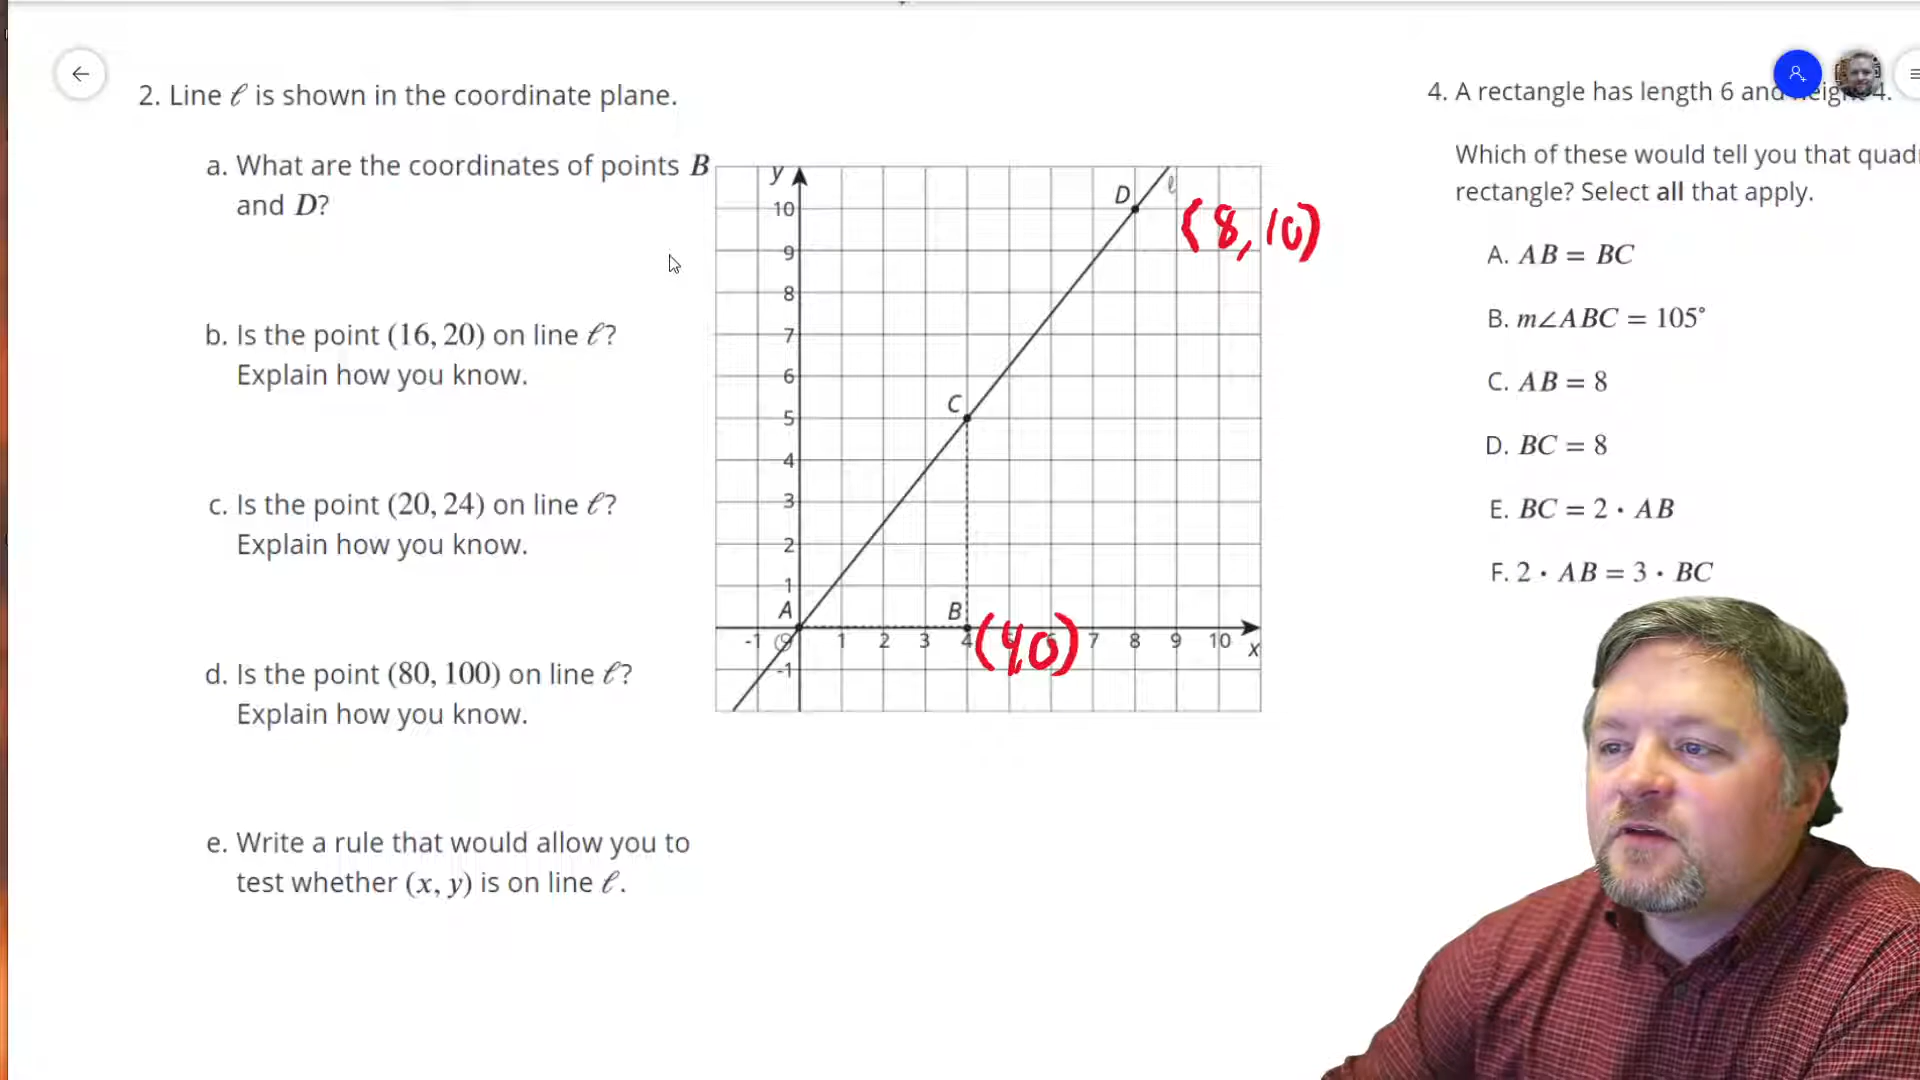 2. Line ℓ is shown in the coordinate plane.
a. What are the coordinates of points B
and D?
b. Is the point (16, 20) on line ℓ?
Explain how you know.
c. Is the point (20, 24) on line ℓ?
Explain how you know.
d. Is the point (80, 100) on line ℓ?
Explain how you know.
e. Write a rule that would allow you to
test whether (x, y) is on line ℓ.
y
10
9
8
7
6
5
4
3
2
1
-1
D
ℓ
(8, 10)
C
A
B
(4,0)
-1 O 1 2 3 4 7 8 9 10
x
4. A rectangle has length 6 and 4.
Which of these would tell you that quad
rectangle? Select all that apply.
A. AB = BC
B. m∠ABC = 105°
C. AB = 8
D. BC = 8
E. BC = 2 · AB
F. 2 · AB = 3 · BC